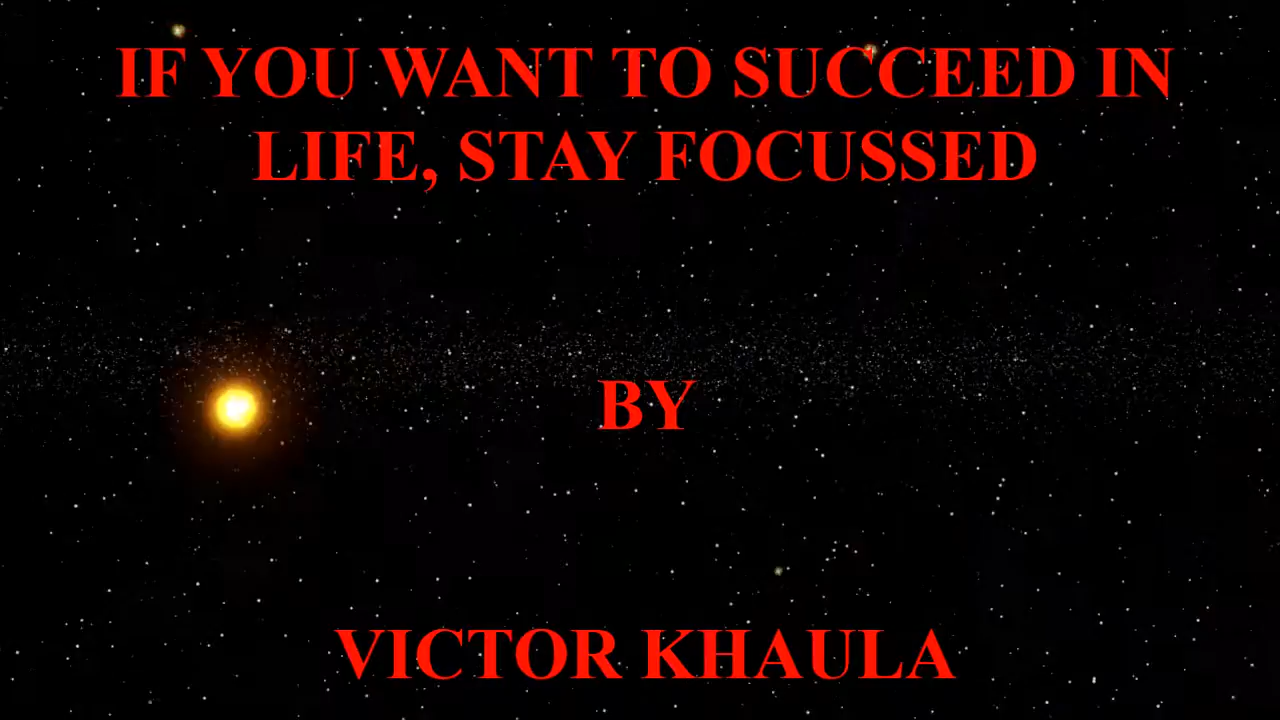 IF YOU WANT TO SUCCEED IN
LIFE, STAY FOCUSSED
BY
VICTOR KHAULA